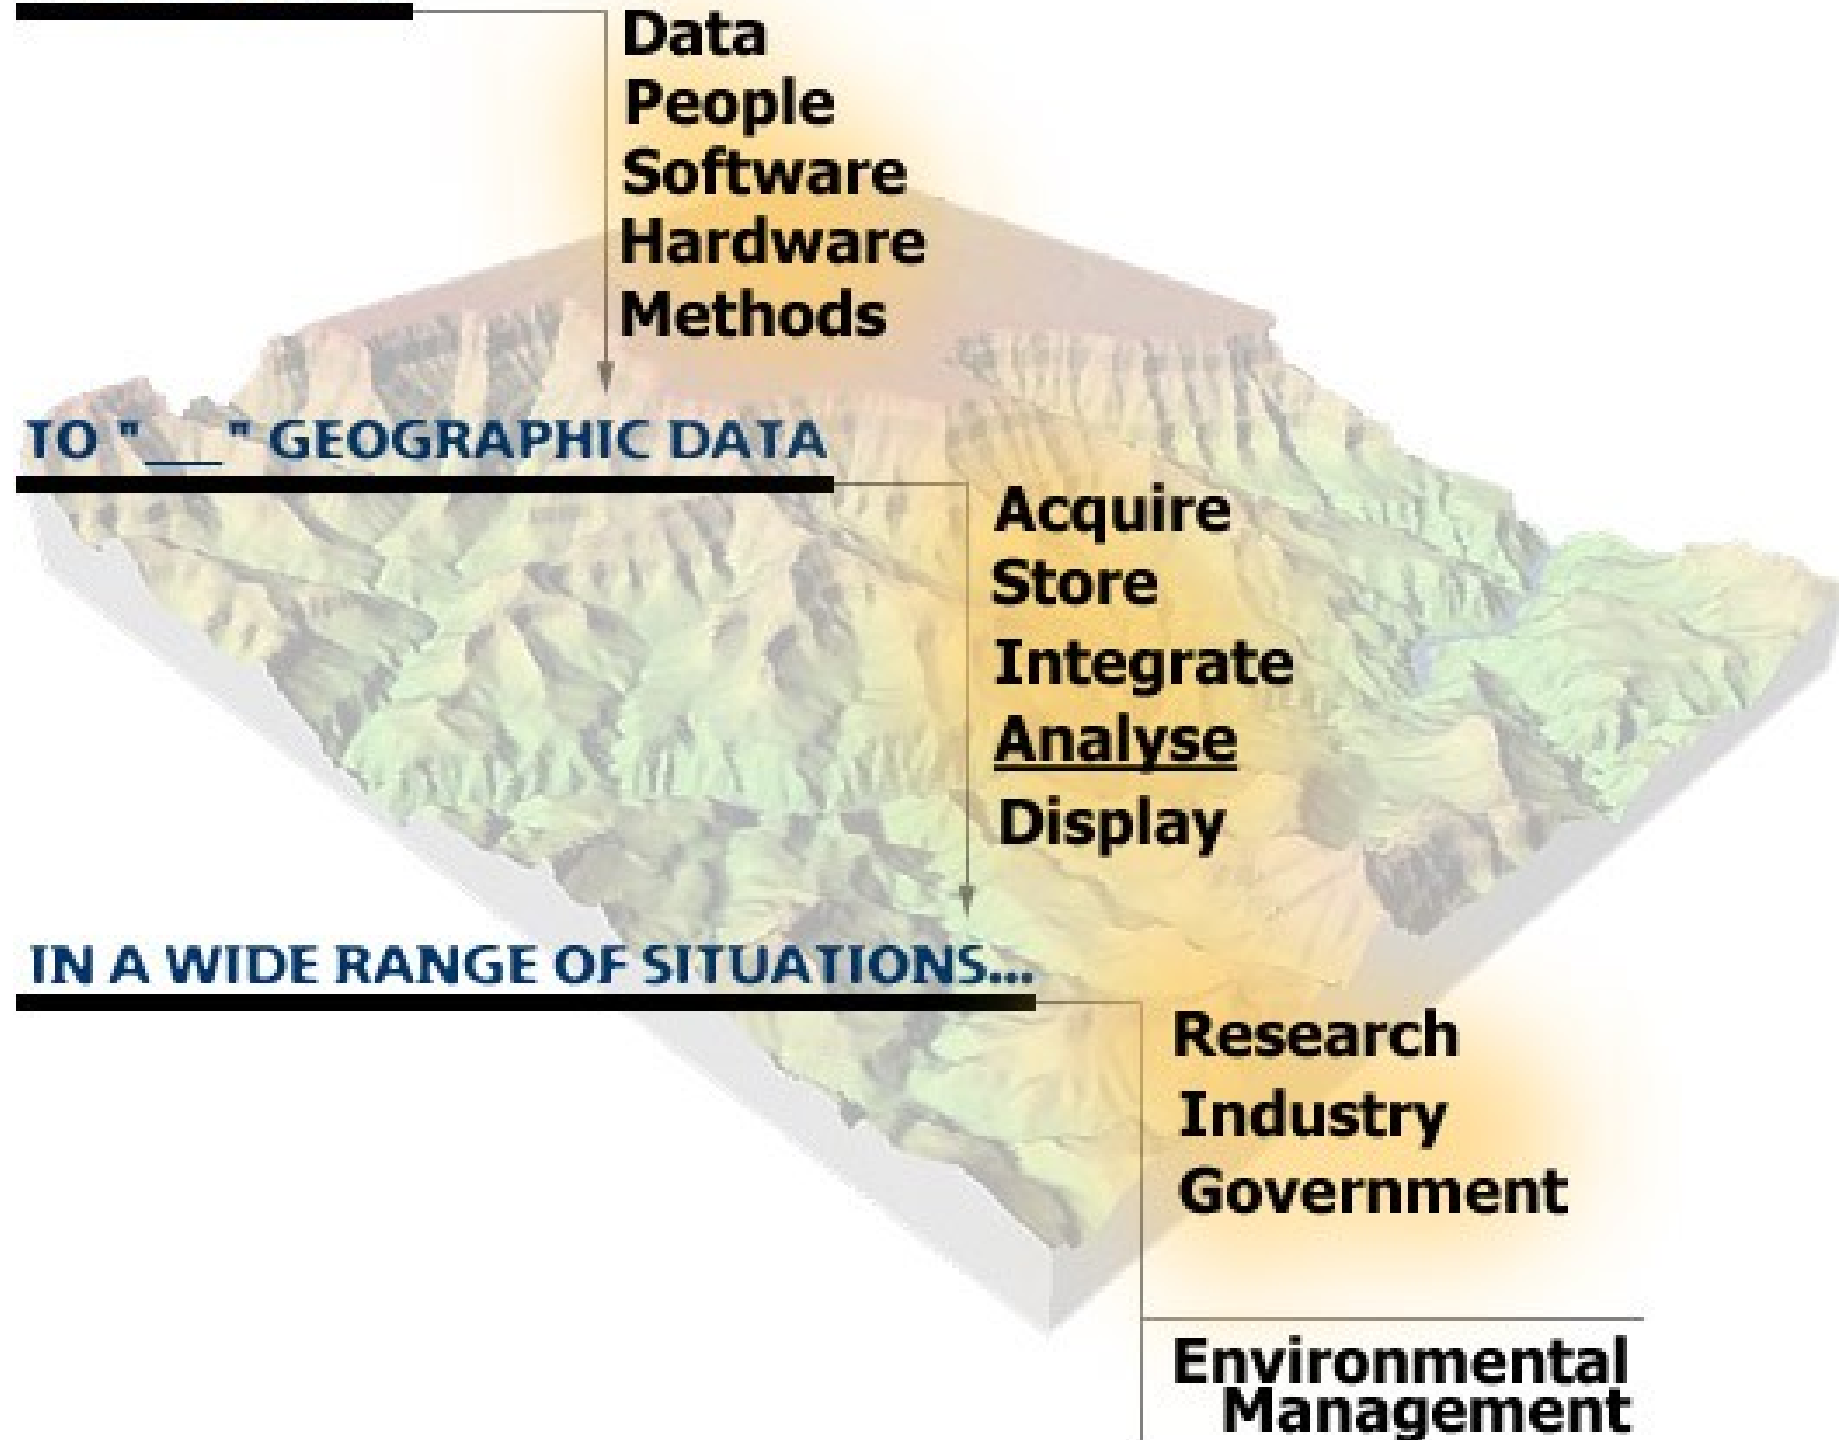 Data
People
Software
Hardware
Methods
TO "___" GEOGRAPHIC DATA
Acquire
Store
Integrate
Analyse
Display
IN A WIDE RANGE OF SITUATIONS...
Research
Industry
Government
Environmental
Management